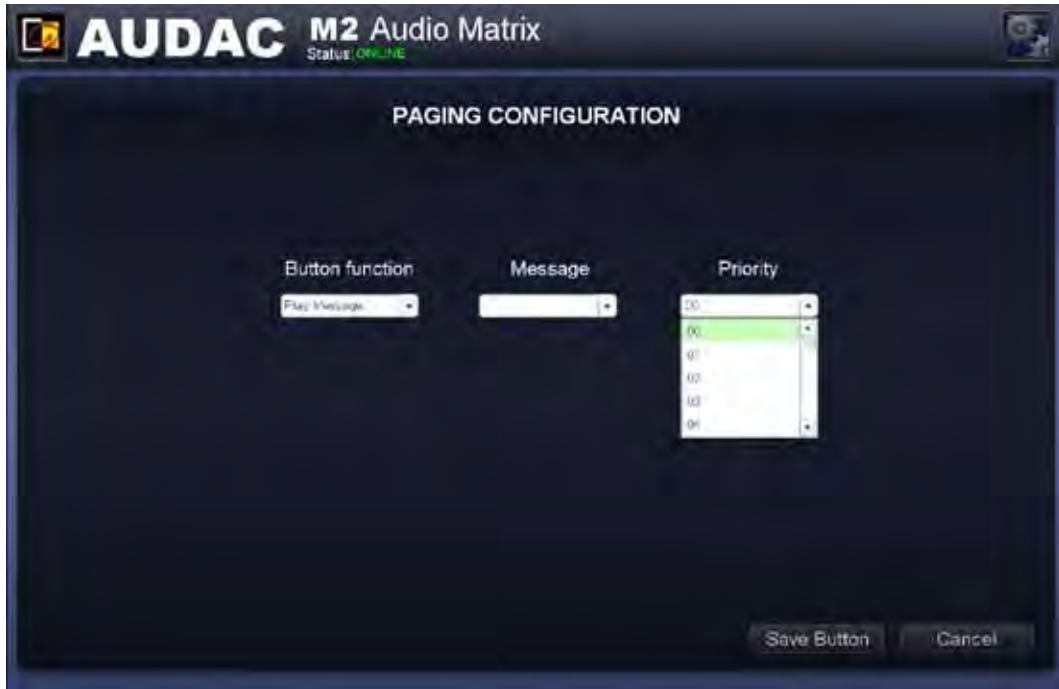 AUDAC M2 Audio Matrix
Status: ONLINE
PAGING CONFIGURATION
Button function Message Priority
Play Message 00
00
01
02
03
04
Save Button Cancel